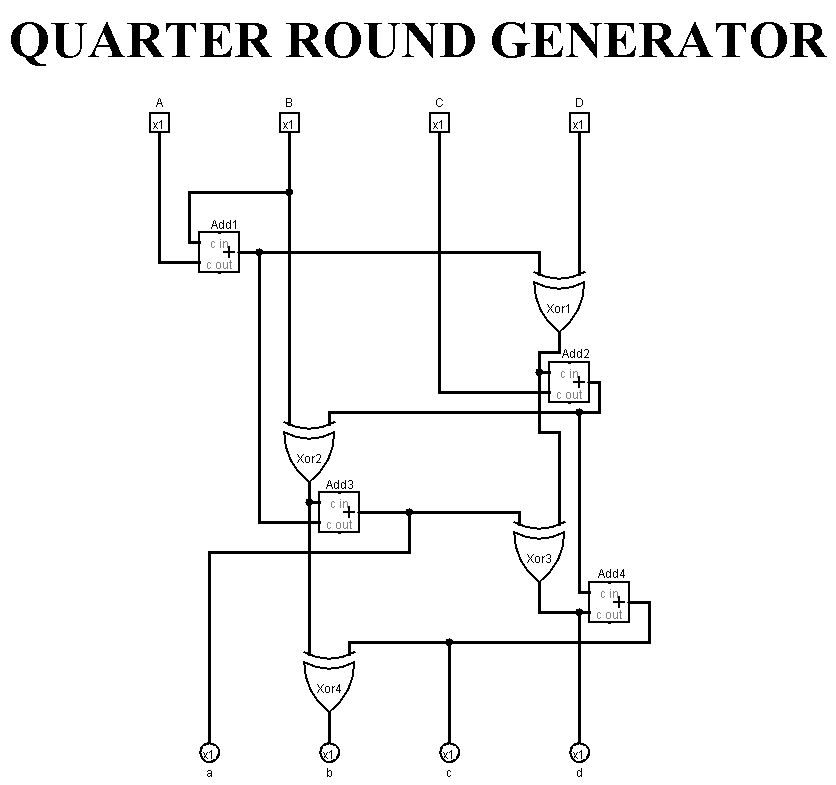 QUARTER ROUND GENERATOR
A B C D
x1 x1 x1 x1
Add1
c in
+
c out
Xor1
Add2
c in
+
c out
Xor2
Add3
c in
+
c out
Xor3
Add4
c in
+
c out
Xor4
x1 x1 x1 x1
a b c d